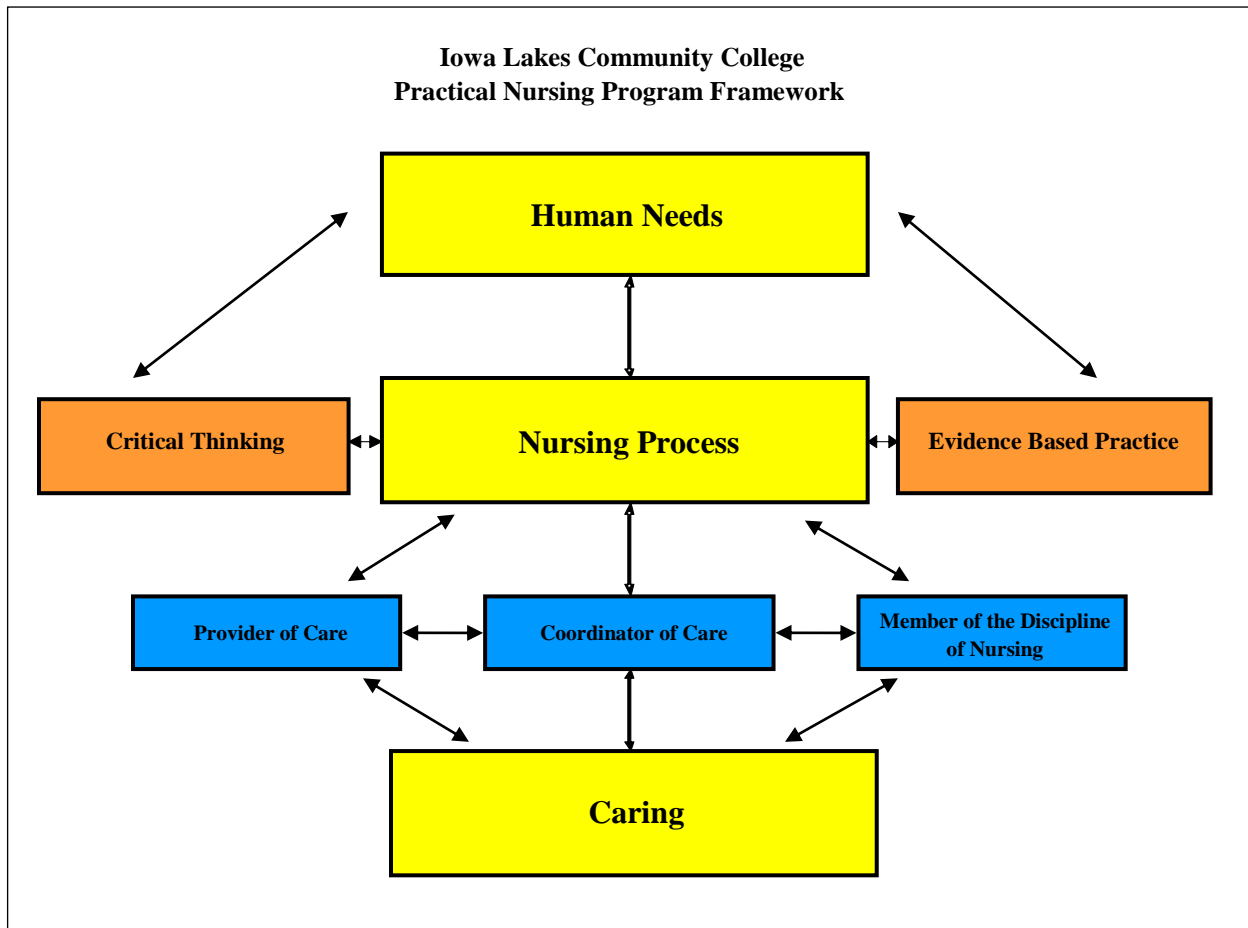 Iowa Lakes Community College
Practical Nursing Program Framework
Human Needs
Critical Thinking
Nursing Process
Evidence Based Practice
Provider of Care
Coordinator of Care
Member of the Discipline
of Nursing
Caring